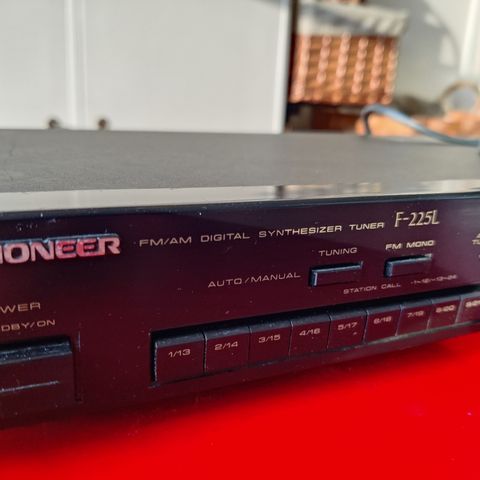 IONEER FM/AM DIGITAL SYNTHESIZER TUNER F-225L
TUNING FM MONO
AUTO/MANUAL
STATION CALL
WER
DBY/ON
1/13 2/14 3/15 4/16 5/17 6/18 7/19 8/20